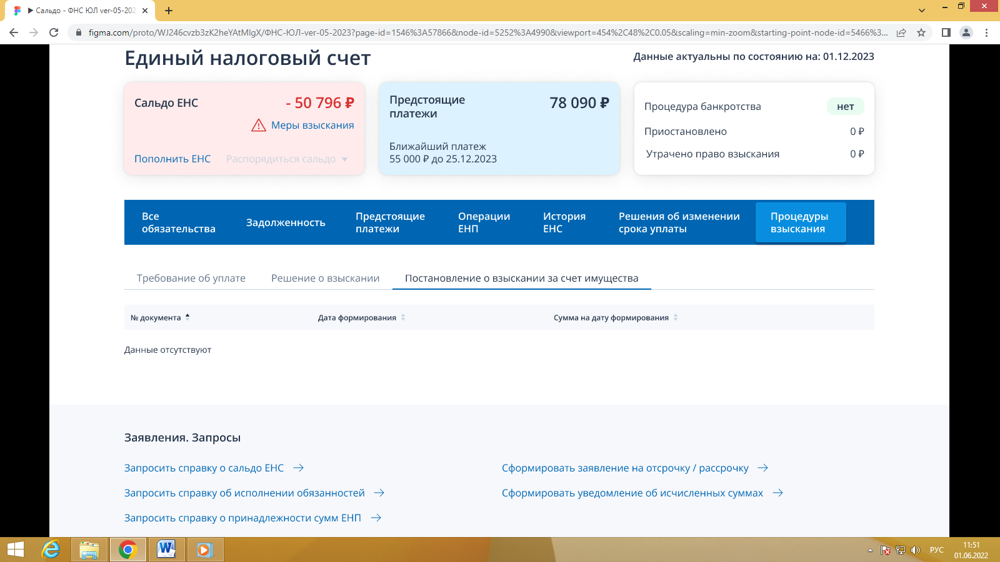 Сальдо - ФНС ЮЛ ver-05-202
figma.com/proto/WJ246cvzb3zK2heYAtMIgX/ФНС-ЮЛ-ver-05-2023?page-id=1546%3A57866&node-id=5252%3A4990&viewport=454%2C48%2C0.05&scaling=min-zoom&starting-point-node-id=5466%3...
Единый налоговый счет
Данные актуальны по состоянию на: 01.12.2023
Сальдо ЕНС
- 50 796 ₽
Меры взыскания
Пополнить ЕНС
Распорядиться сальдо
Предстоящие
платежи
78 090 ₽
Ближайший платеж
55 000 ₽ до 25.12.2023
Процедура банкротства
нет
Приостановлено
0 ₽
Утрачено право взыскания
0 ₽
Все
обязательства
Задолженность
Предстоящие
платежи
Операции
ЕНП
История
ЕНС
Решения об изменении
срока уплаты
Процедуры
взыскания
Требование об уплате
Решение о взыскании
Постановление о взыскании за счет имущества
№ документа
Дата формирования
Сумма на дату формирования
Данные отсутствуют
Заявления. Запросы
Запросить справку о сальдо ЕНС
Сформировать заявление на отсрочку / рассрочку
Запросить справку об исполнении обязанностей
Сформировать уведомление об исчисленных суммах
Запросить справку о принадлежности сумм ЕНП
РУС
11:51
01.06.2022